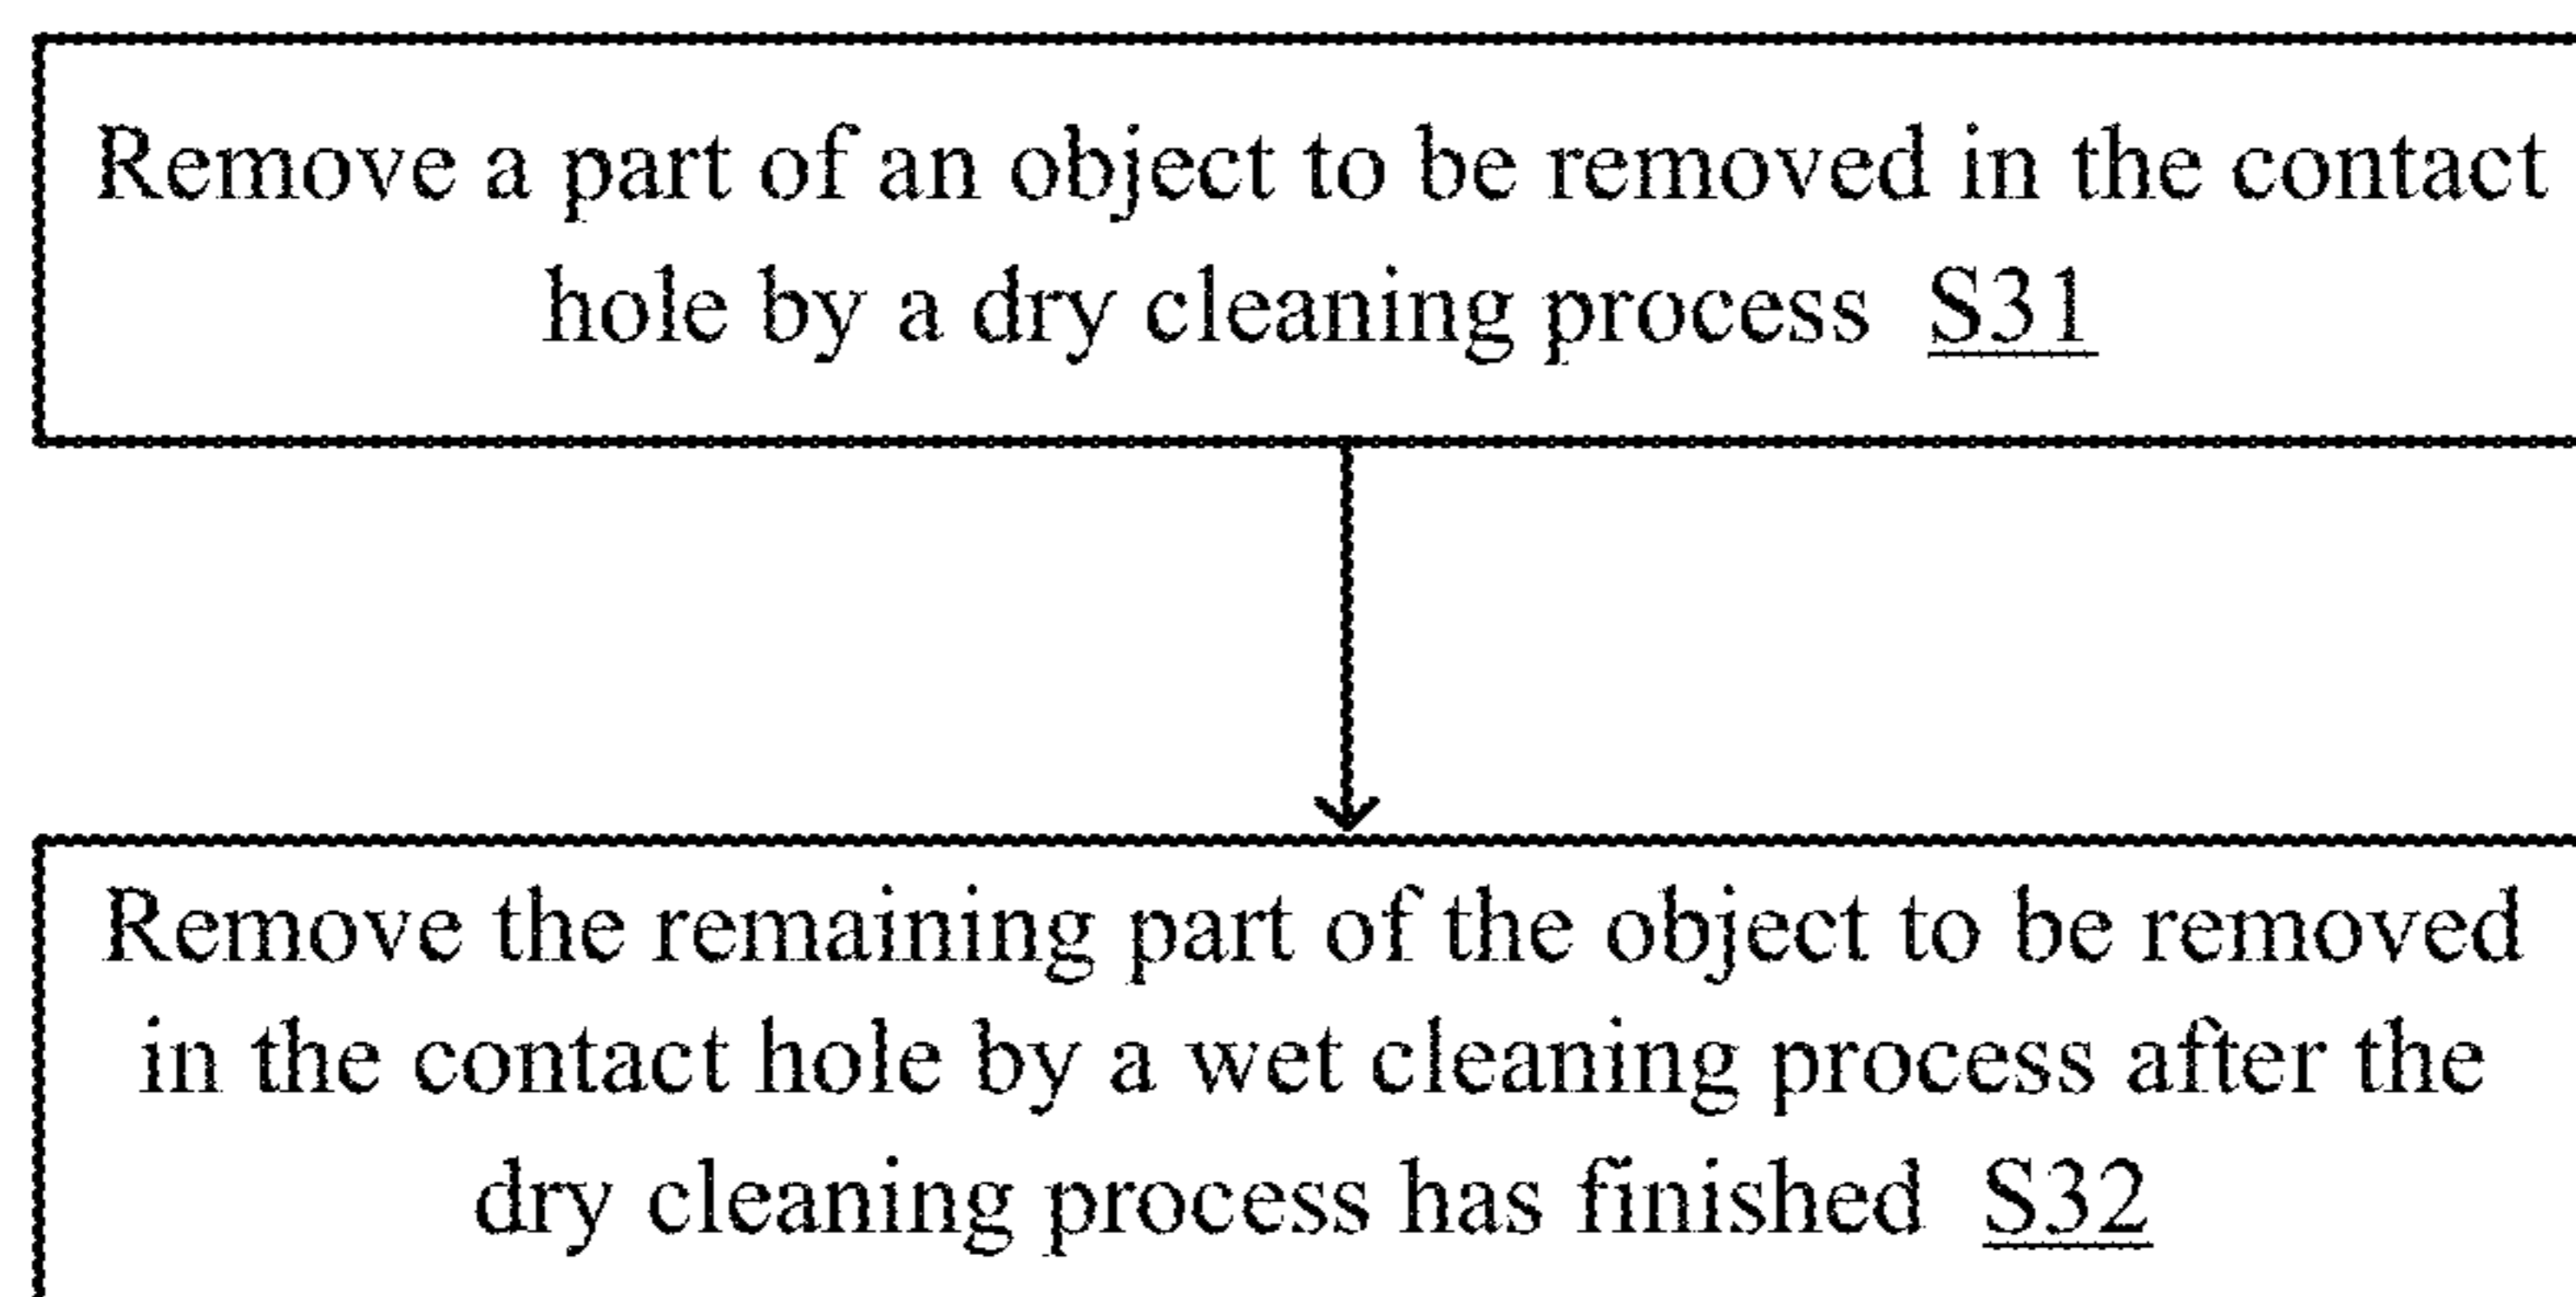 Remove a part of an object to be removed in the contact
hole by a dry cleaning process S31
Remove the remaining part of the object to be removed
in the contact hole by a wet cleaning process after the
dry cleaning process has finished S32